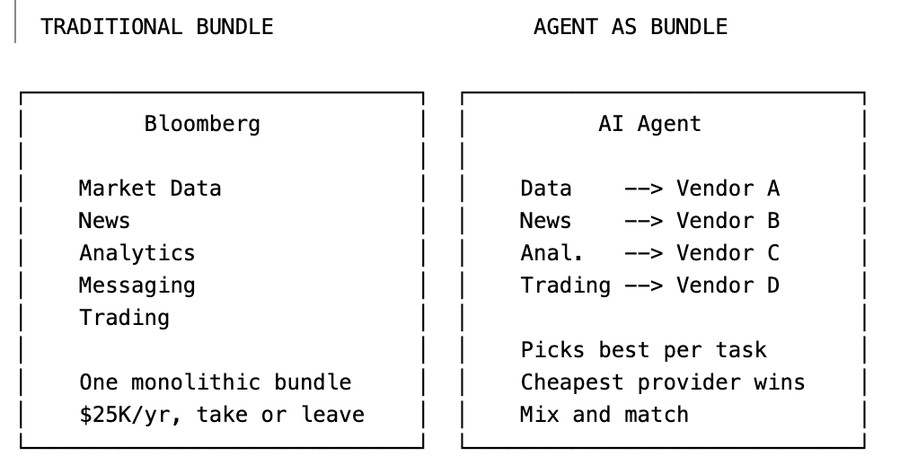 TRADITIONAL BUNDLE
AGENT AS BUNDLE
Bloomberg
Market Data
News
Analytics
Messaging
Trading
One monolithic bundle
$25K/yr, take or leave
AI Agent
Data --> Vendor A
News --> Vendor B
Anal. --> Vendor C
Trading --> Vendor D
Picks best per task
Cheapest provider wins
Mix and match